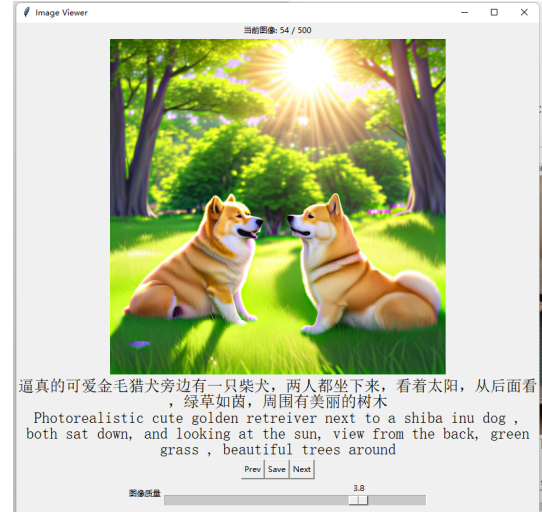 Image Viewer
当前图像: 54 / 500
逼真的可爱金毛猎犬旁边有一只柴犬，两人都坐下来，看着太阳，从后面看
，绿草如茵，周围有美丽的树木
Photorealistic cute golden retreiver next to a shiba inu dog ,
both sat down, and looking at the sun, view from the back, green
grass , beautiful trees around
Prev Save Next
3.8
图像质量